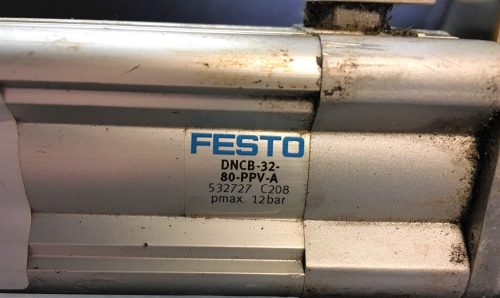 FESTO
DNCB-32-
80-PPV-A
532727 C208
pmax. 12bar